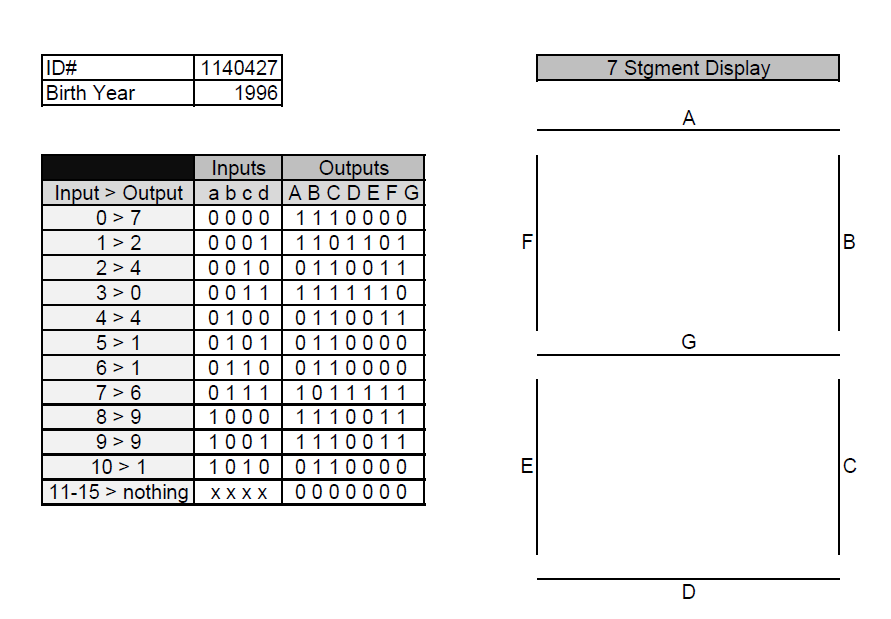 ID# 1140427
Birth Year 1996
7 Stgment Display
A
Inputs Outputs
Input > Output a b c d A B C D E F G
0 > 7 0 0 0 0 1 1 1 0 0 0 0
1 > 2 0 0 0 1 1 1 0 1 1 0 1
2 > 4 0 0 1 0 0 1 1 0 0 1 1
3 > 0 0 0 1 1 1 1 1 1 1 1 0
4 > 4 0 1 0 0 0 1 1 0 0 1 1
5 > 1 0 1 0 1 0 1 1 0 0 0 0
6 > 1 0 1 1 0 0 1 1 0 0 0 0
7 > 6 0 1 1 1 1 0 1 1 1 1 1
8 > 9 1 0 0 0 1 1 1 0 0 1 1
9 > 9 1 0 0 1 1 1 1 0 0 1 1
10 > 1 1 0 1 0 0 1 1 0 0 0 0
11-15 > nothing x x x x 0 0 0 0 0 0 0
F B
G
E C
D